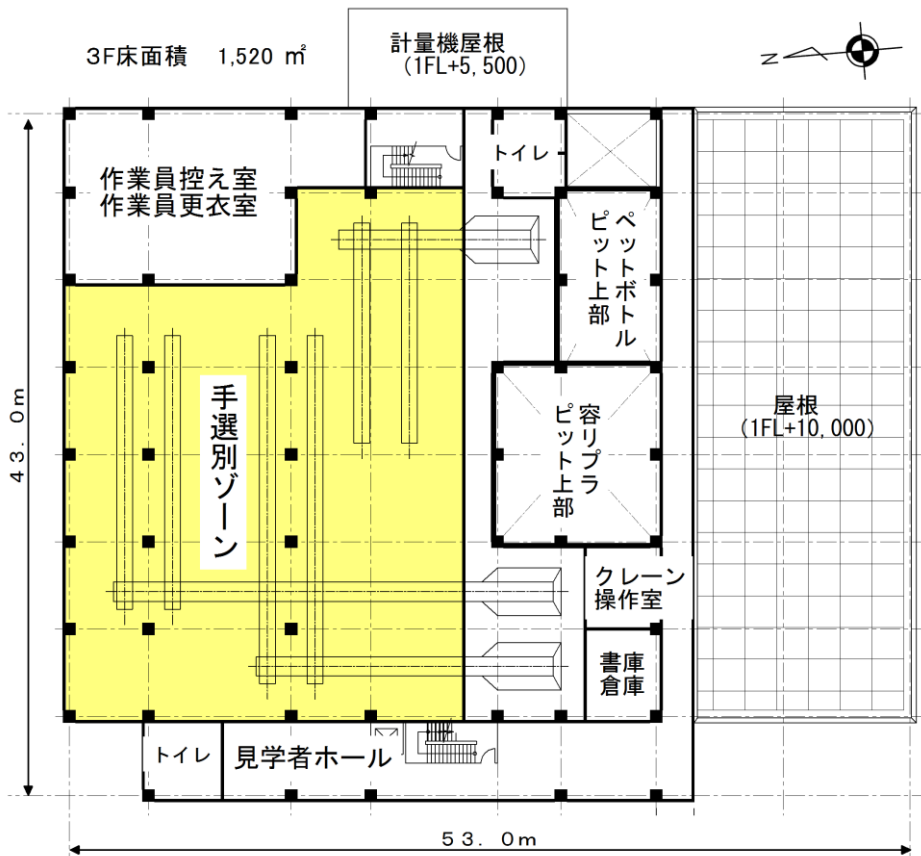 3F床面積 1,520 ㎡
計量機屋根
(1FL+5,500)
N
作業員控え室
作業員更衣室
トイレ
ペットボトル
ピット上部
手選別ゾーン
容リプラ
ピット上部
屋根
(1FL+10,000)
43.0m
クレーン
操作室
書庫
倉庫
トイレ
見学者ホール
53.0m